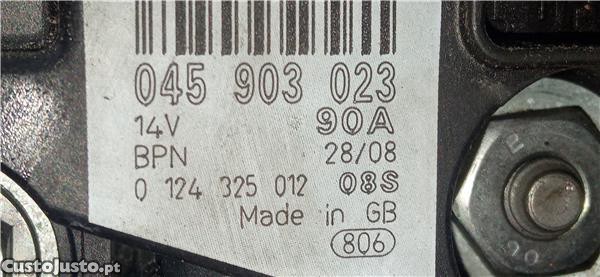 045 903 023
14V 90A
BPN 28/08
0 124 325 012 08S
Made in GB
806
CustoJusto.pt